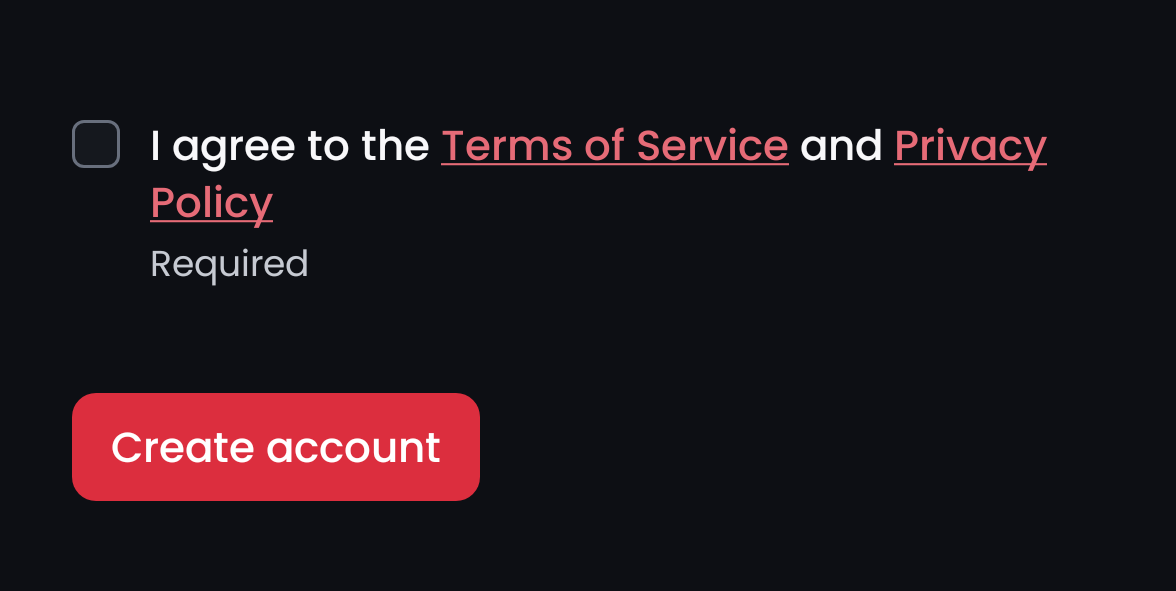 I agree to the Terms of Service and Privacy
Policy
Required
Create account